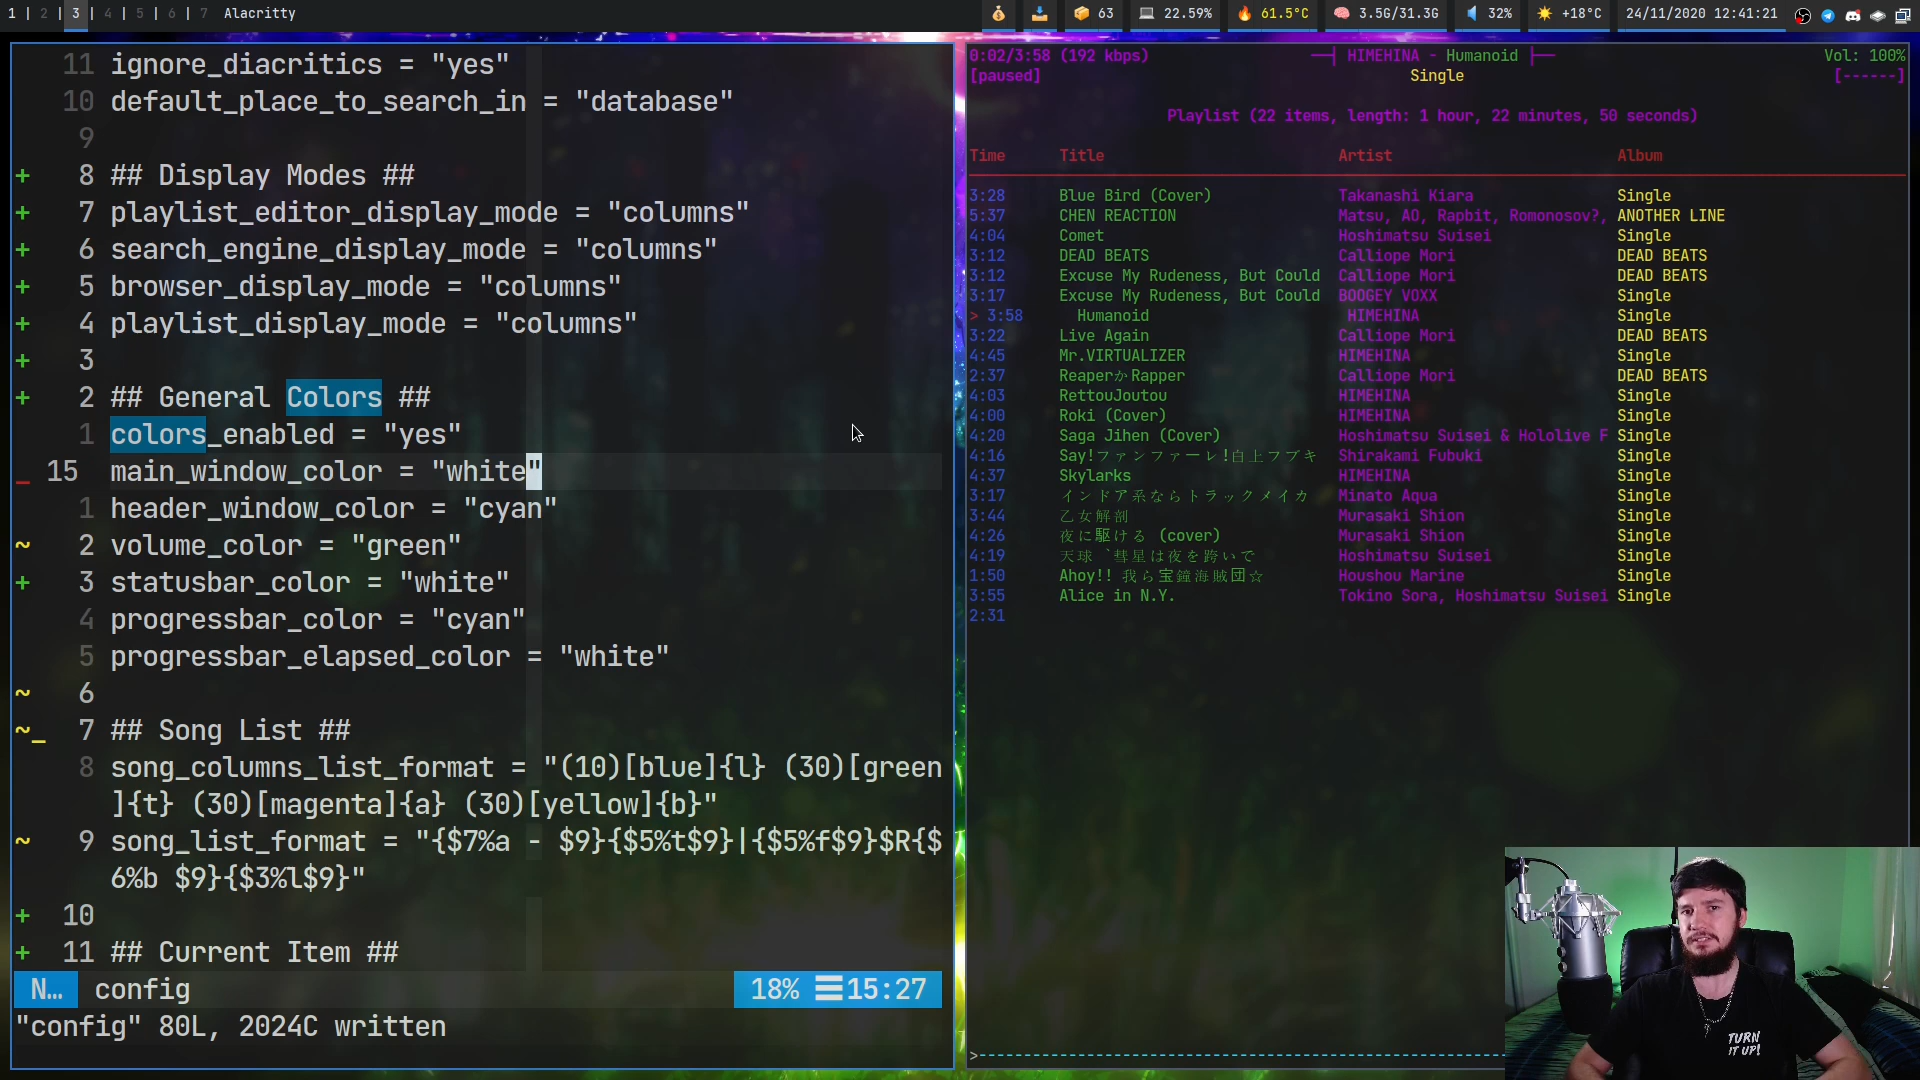 1 | 2 | 3 | 4 | 5 | 6 | 7 Alacritty
63 22.59% 61.5°C 3.5G/31.3G 32% +18°C 24/11/2020 12:41:21
11 ignore_diacritics = "yes"
10 default_place_to_search_in = "database"
9
+ 8 ## Display Modes ##
+ 7 playlist_editor_display_mode = "columns"
+ 6 search_engine_display_mode = "columns"
+ 5 browser_display_mode = "columns"
+ 4 playlist_display_mode = "columns"
+ 3
+ 2 ## General Colors ##
1 colors_enabled = "yes"
_ 15 main_window_color = "white"
1 header_window_color = "cyan"
~ 2 volume_color = "green"
+ 3 statusbar_color = "white"
4 progressbar_color = "cyan"
5 progressbar_elapsed_color = "white"
~ 6
~_ 7 ## Song List ##
8 song_columns_list_format = "(10)[blue]{l} (30)[green
]{t} (30)[magenta]{a} (30)[yellow]{b}"
~ 9 song_list_format = "{$7%a - $9}{$5%t$9}|{$5%f$9}$R{$
6%b $9}{$3%l$9}"
+ 10
+ 11 ## Current Item ##
N… config 18% ☰15:27
"config" 80L, 2024C written
0:02/3:58 (192 kbps) ──┤ HIMEHINA - Humanoid ├── Vol: 100%
[paused] Single [------]
Playlist (22 items, length: 1 hour, 22 minutes, 50 seconds)
Time Title Artist Album
3:28 Blue Bird (Cover) Takanashi Kiara Single
5:37 CHEN REACTION Matsu, AO, Rapbit, Romonosov?, ANOTHER LINE
4:04 Comet Hoshimatsu Suisei Single
3:12 DEAD BEATS Calliope Mori DEAD BEATS
3:12 Excuse My Rudeness, But Could Calliope Mori DEAD BEATS
3:17 Excuse My Rudeness, But Could BOOGEY VOXX Single
> 3:58 Humanoid HIMEHINA Single
3:22 Live Again Calliope Mori DEAD BEATS
4:45 Mr.VIRTUALIZER HIMEHINA Single
2:37 ReaperかRapper Calliope Mori DEAD BEATS
4:03 RettouJoutou HIMEHINA Single
4:00 Roki (Cover) HIMEHINA Single
4:20 Saga Jihen (Cover) Hoshimatsu Suisei & Hololive F Single
4:16 Say!ファンファーレ!白上フブキ Shirakami Fubuki Single
4:37 Skylarks HIMEHINA Single
3:17 インドア系ならトラックメイカ Minato Aqua Single
3:44 乙女解剖 Murasaki Shion Single
4:26 夜に駆ける (cover) Murasaki Shion Single
4:19 天球 `彗星は夜を跨いで Hoshimatsu Suisei Single
1:50 Ahoy!! 我ら宝鐘海賊団☆ Houshou Marine Single
3:55 Alice in N.Y. Tokino Sora, Hoshimatsu Suisei Single
2:31
TURN
IT UP!